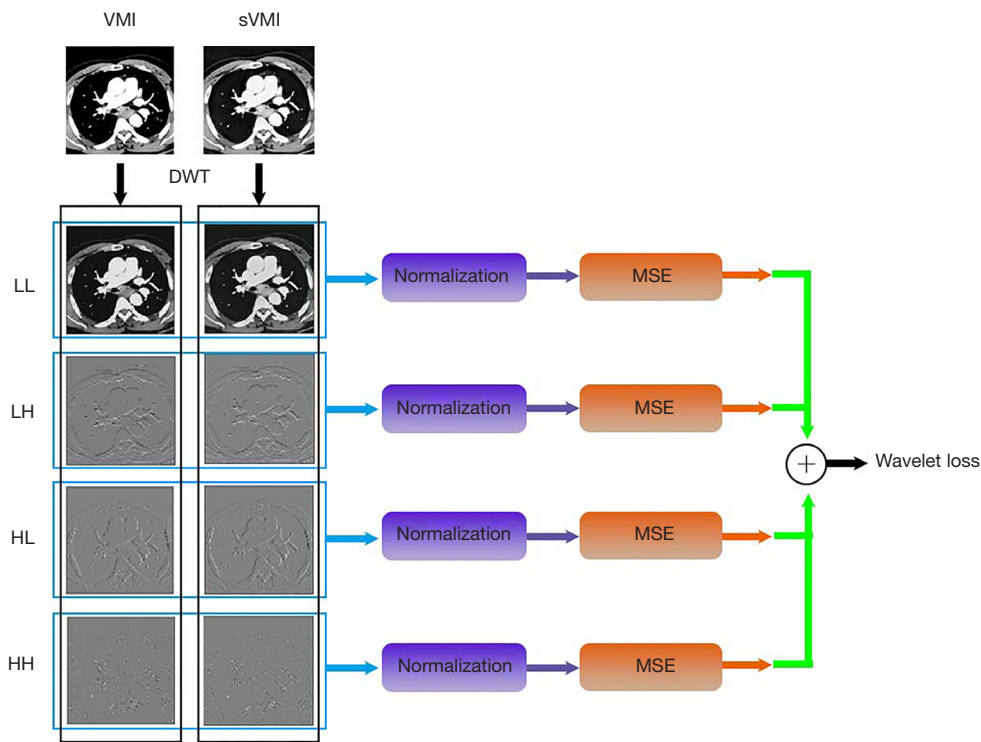 VMI sVMI
DWT
LL Normalization MSE
LH Normalization MSE
+ Wavelet loss
HL Normalization MSE
HH Normalization MSE